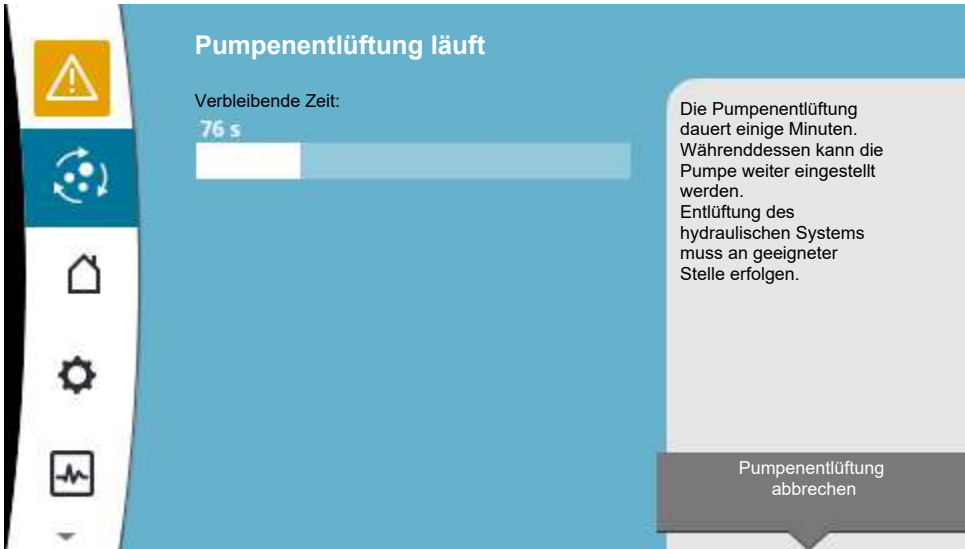 Pumpenentlüftung läuft
Verbleibende Zeit:
76 s
Die Pumpenentlüftung
dauert einige Minuten.
Währenddessen kann die
Pumpe weiter eingestellt
werden.
Entlüftung des
hydraulischen Systems
muss an geeigneter
Stelle erfolgen.
Pumpenentlüftung
abbrechen